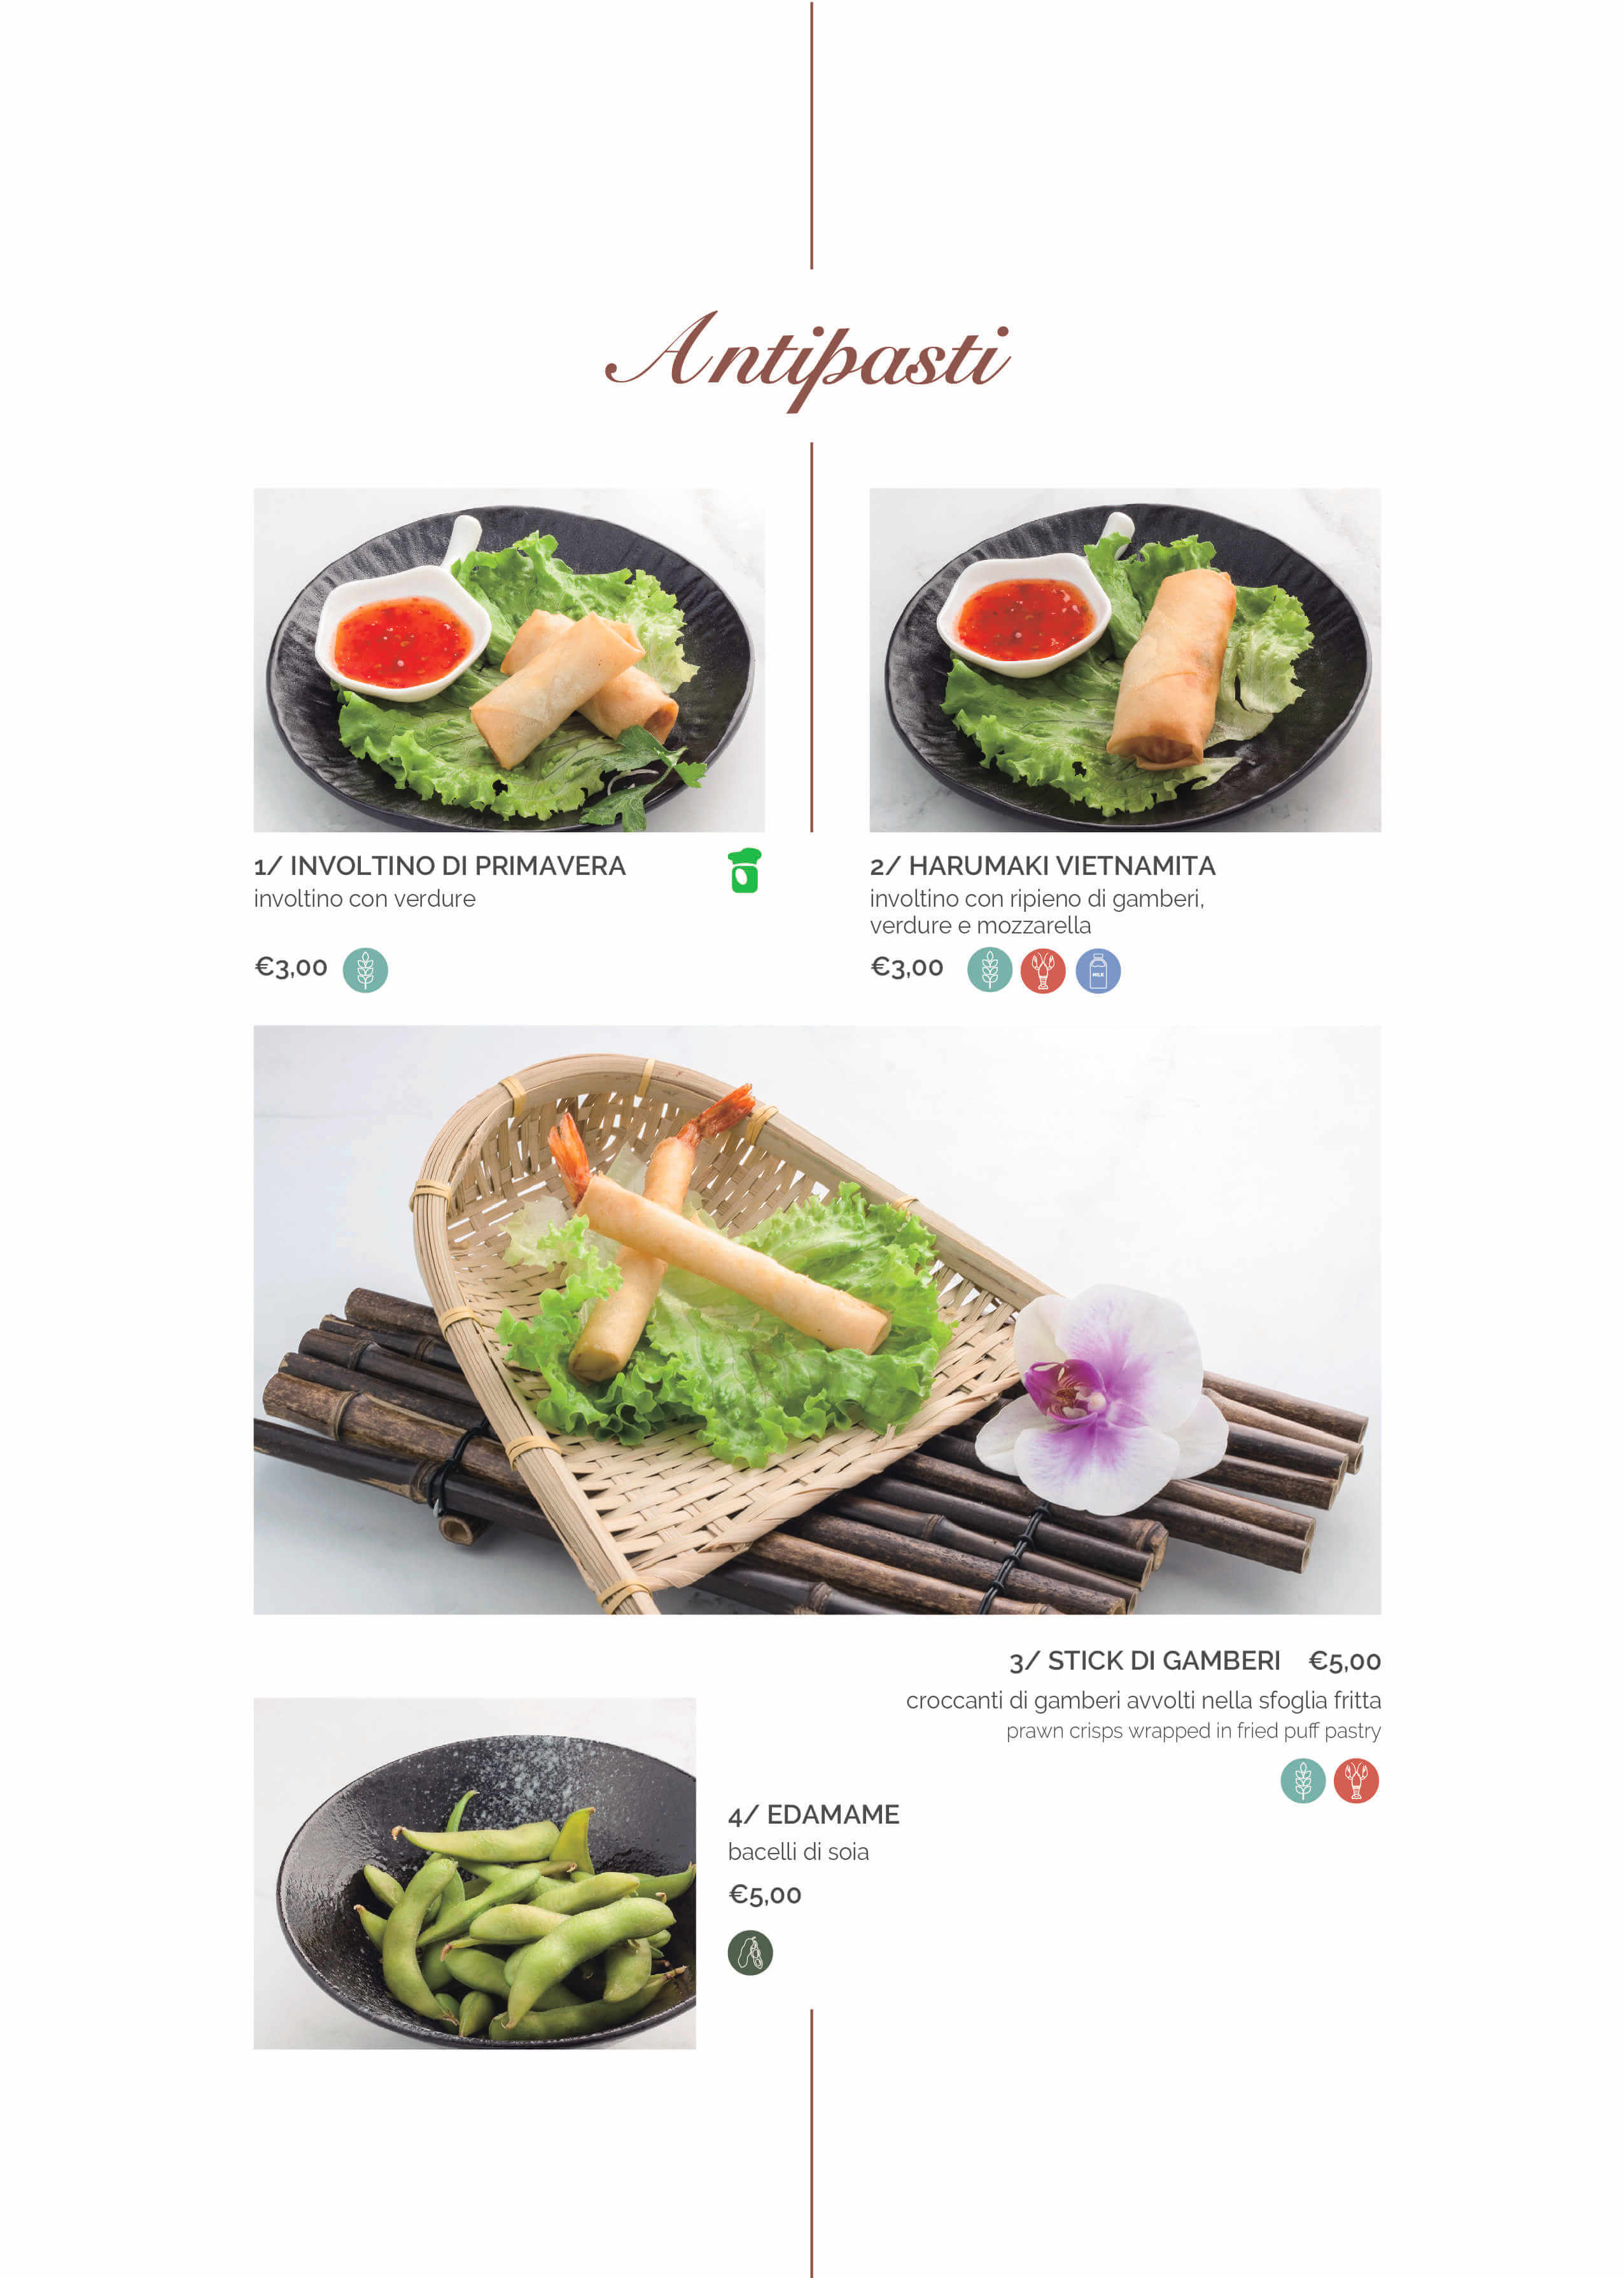 Antipasti
1/ INVOLTINO DI PRIMAVERA
involtino con verdure
€3,00
2/ HARUMAKI VIETNAMITA
involtino con ripieno di gamberi,
verdure e mozzarella
€3,00
MILK
3/ STICK DI GAMBERI €5,00
croccanti di gamberi avvolti nella sfoglia fritta
prawn crisps wrapped in fried puff pastry
4/ EDAMAME
bacelli di soia
€5,00